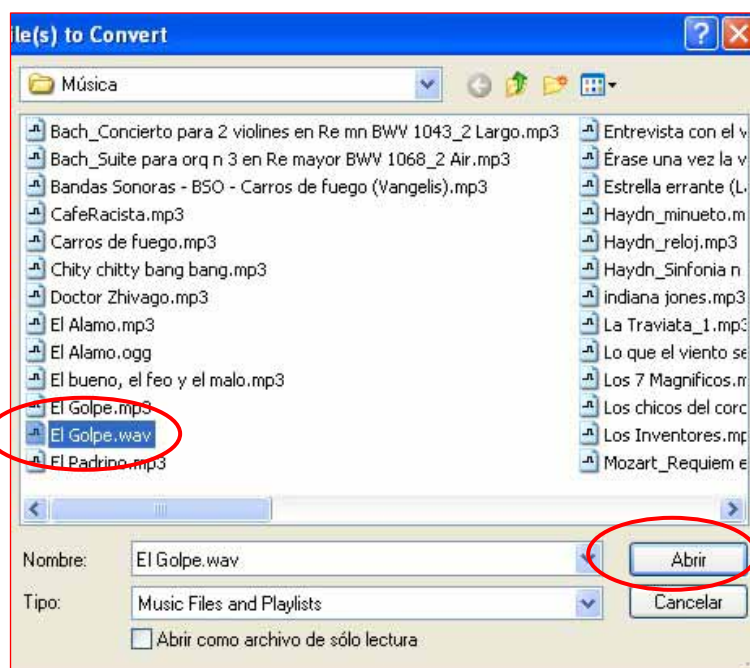 ile(s) to Convert
Música
Bach_Concierto para 2 violines en Re mn BWV 1043_2 Largo.mp3
Bach_Suite para orq n 3 en Re mayor BWV 1068_2 Air.mp3
Bandas Sonoras - BSO - Carros de fuego (Vangelis).mp3
CafeRacista.mp3
Carros de fuego.mp3
Chity chitty bang bang.mp3
Doctor Zhivago.mp3
El Alamo.mp3
El Alamo.ogg
El bueno, el feo y el malo.mp3
El Golpe.mp3
El Golpe.wav
El Padrino.mp3
Entrevista con el v
Érase una vez la v
Estrella errante (L
Haydn_minueto.m
Haydn_reloj.mp3
Haydn_Sinfonia n
indiana jones.mp3
La Traviata_1.mp3
Lo que el viento se
Los 7 Magnificos.m
Los chicos del corc
Los Inventores.mp
Mozart_Requiem e
Nombre:
El Golpe.wav
Abrir
Tipo:
Music Files and Playlists
Cancelar
Abrir como archivo de sólo lectura